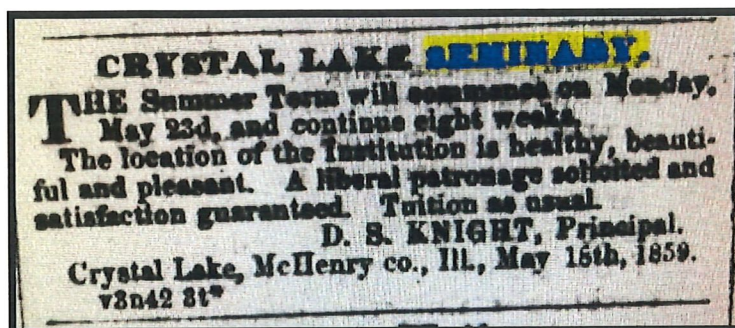 CRYSTAL LAKE SEMINARY.
THE Summer Term will commence on Monday,
May 23d, and continue eight weeks.
The location of the Institution is healthy, beauti-
ful and pleasant. A liberal patronage solicited and
satisfaction guaranteed. Tuition as usual.
D. S. KNIGHT, Principal.
Crystal Lake, McHenry co., Ill., May 15th, 1859.
v3n42 3t*